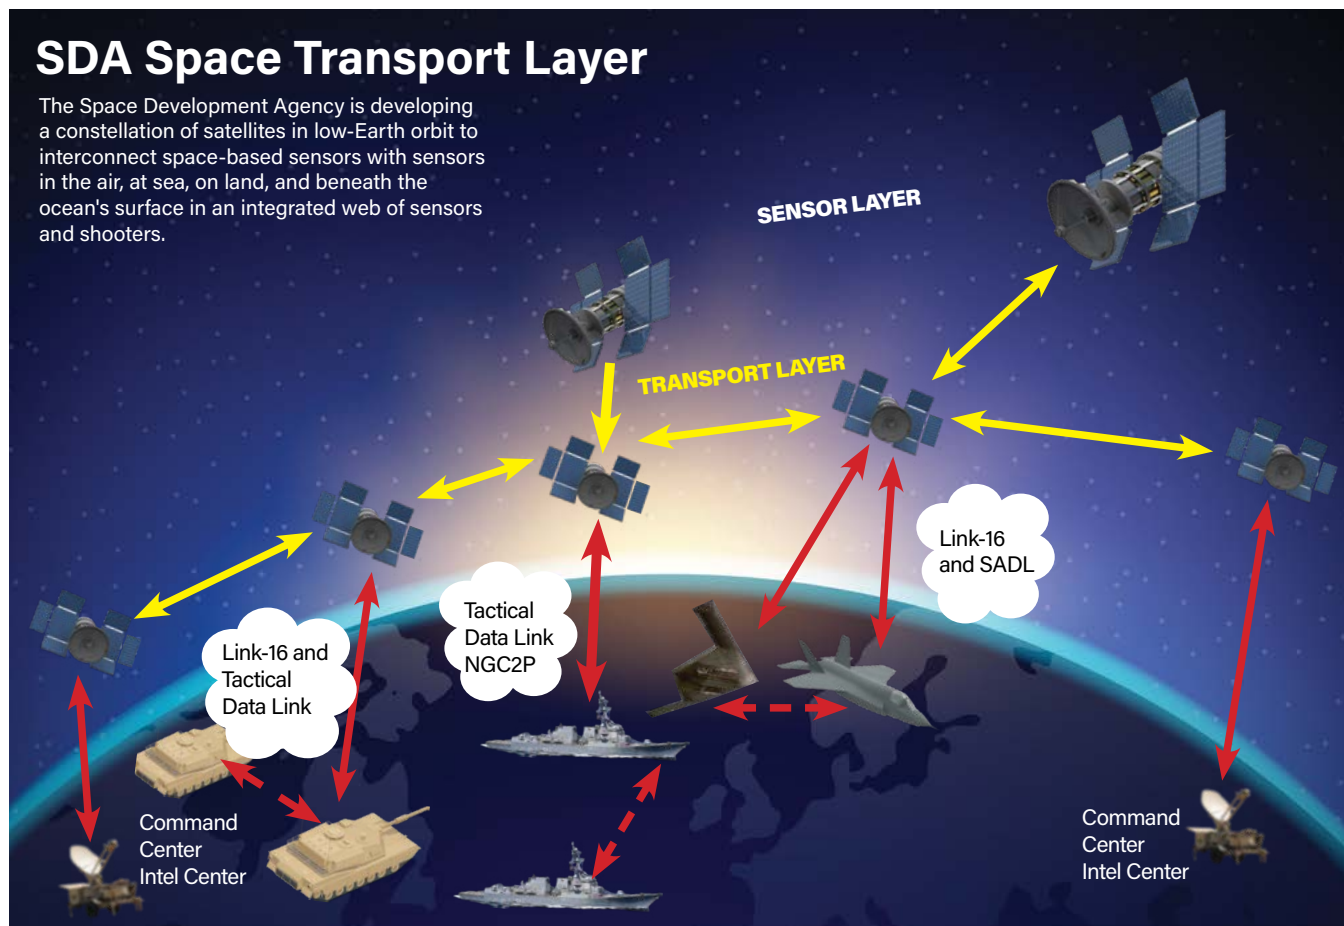 SDA Space Transport Layer
The Space Development Agency is developing
a constellation of satellites in low-Earth orbit to
interconnect space-based sensors with sensors
in the air, at sea, on land, and beneath the
ocean's surface in an integrated web of sensors
and shooters.
SENSOR LAYER
TRANSPORT LAYER
Link-16
and SADL
Tactical
Data Link
NGC2P
Link-16 and
Tactical
Data Link
Command
Center
Intel Center
Command
Center
Intel Center